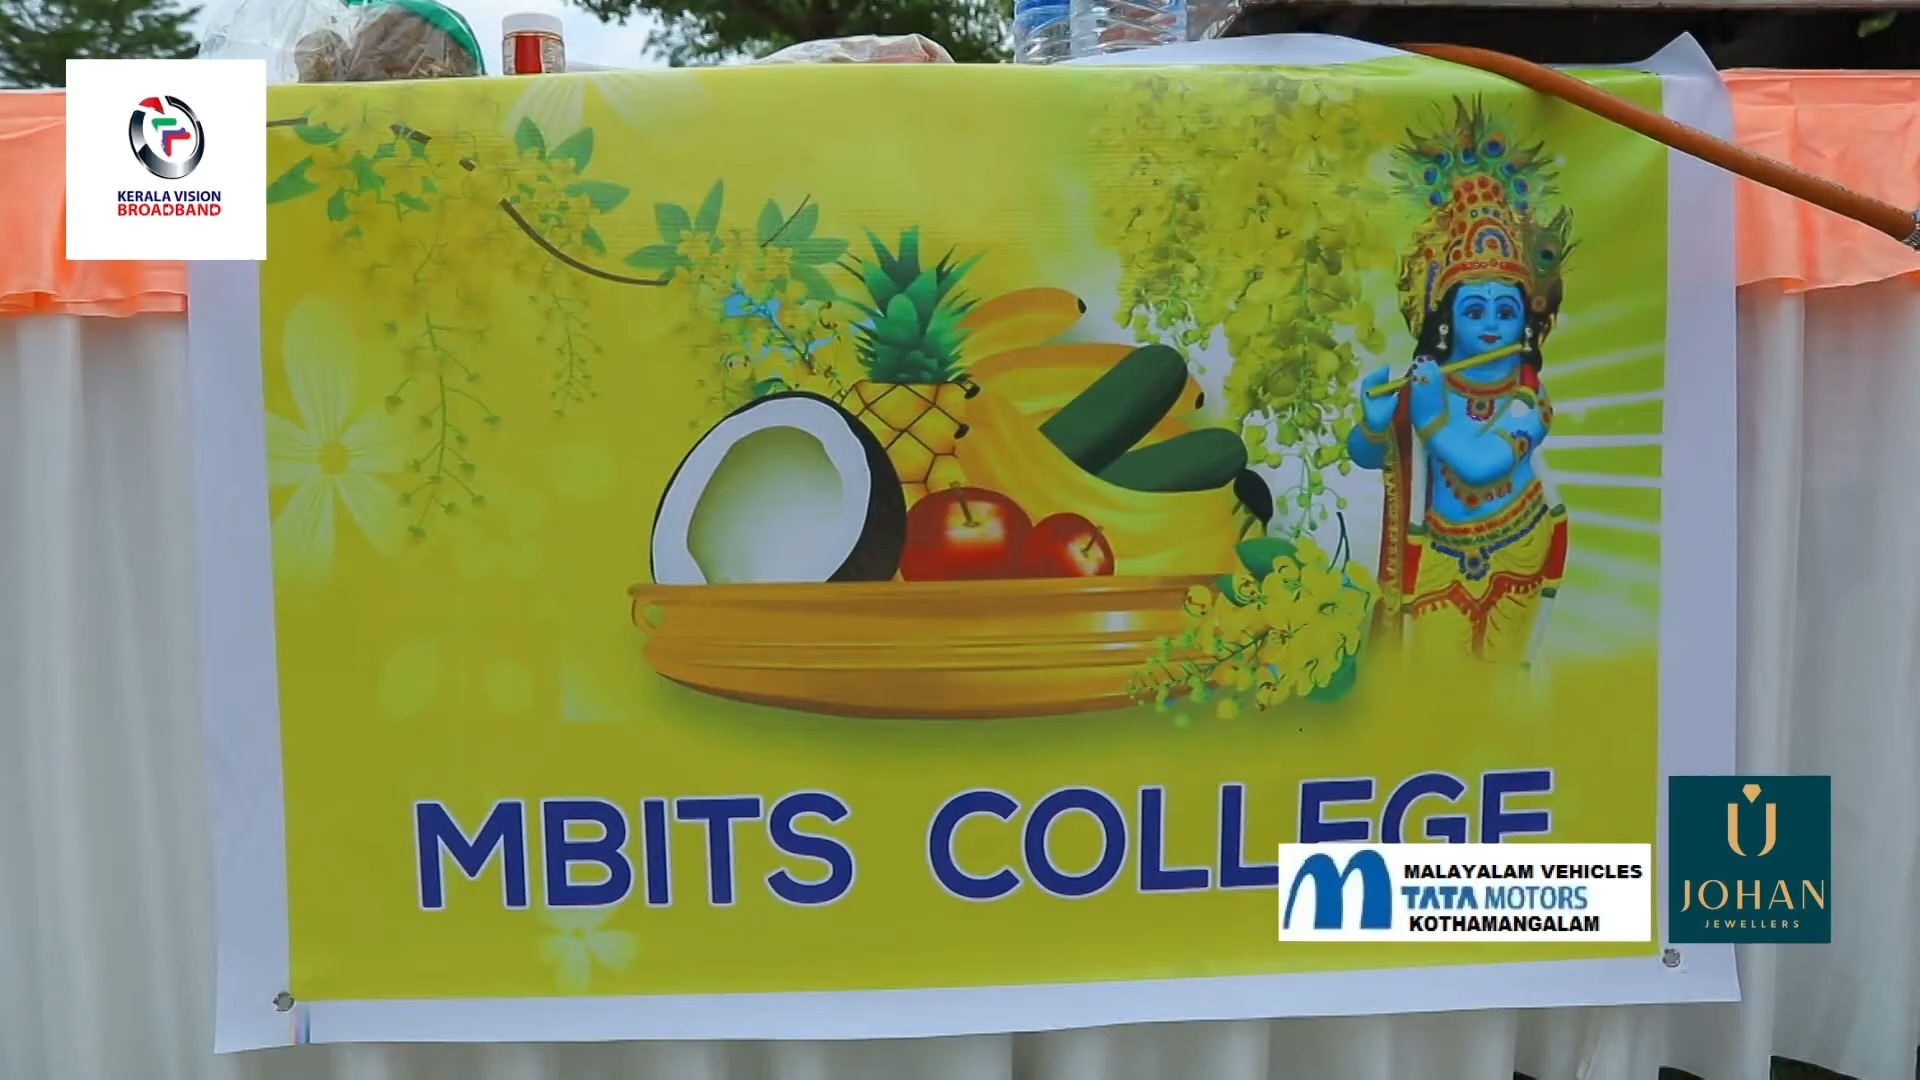 KERALA VISION
BROADBAND
MBITS COLLEGE
MALAYALAM VEHICLES
TATA MOTORS
KOTHAMANGALAM
JOHAN
JEWELLERS